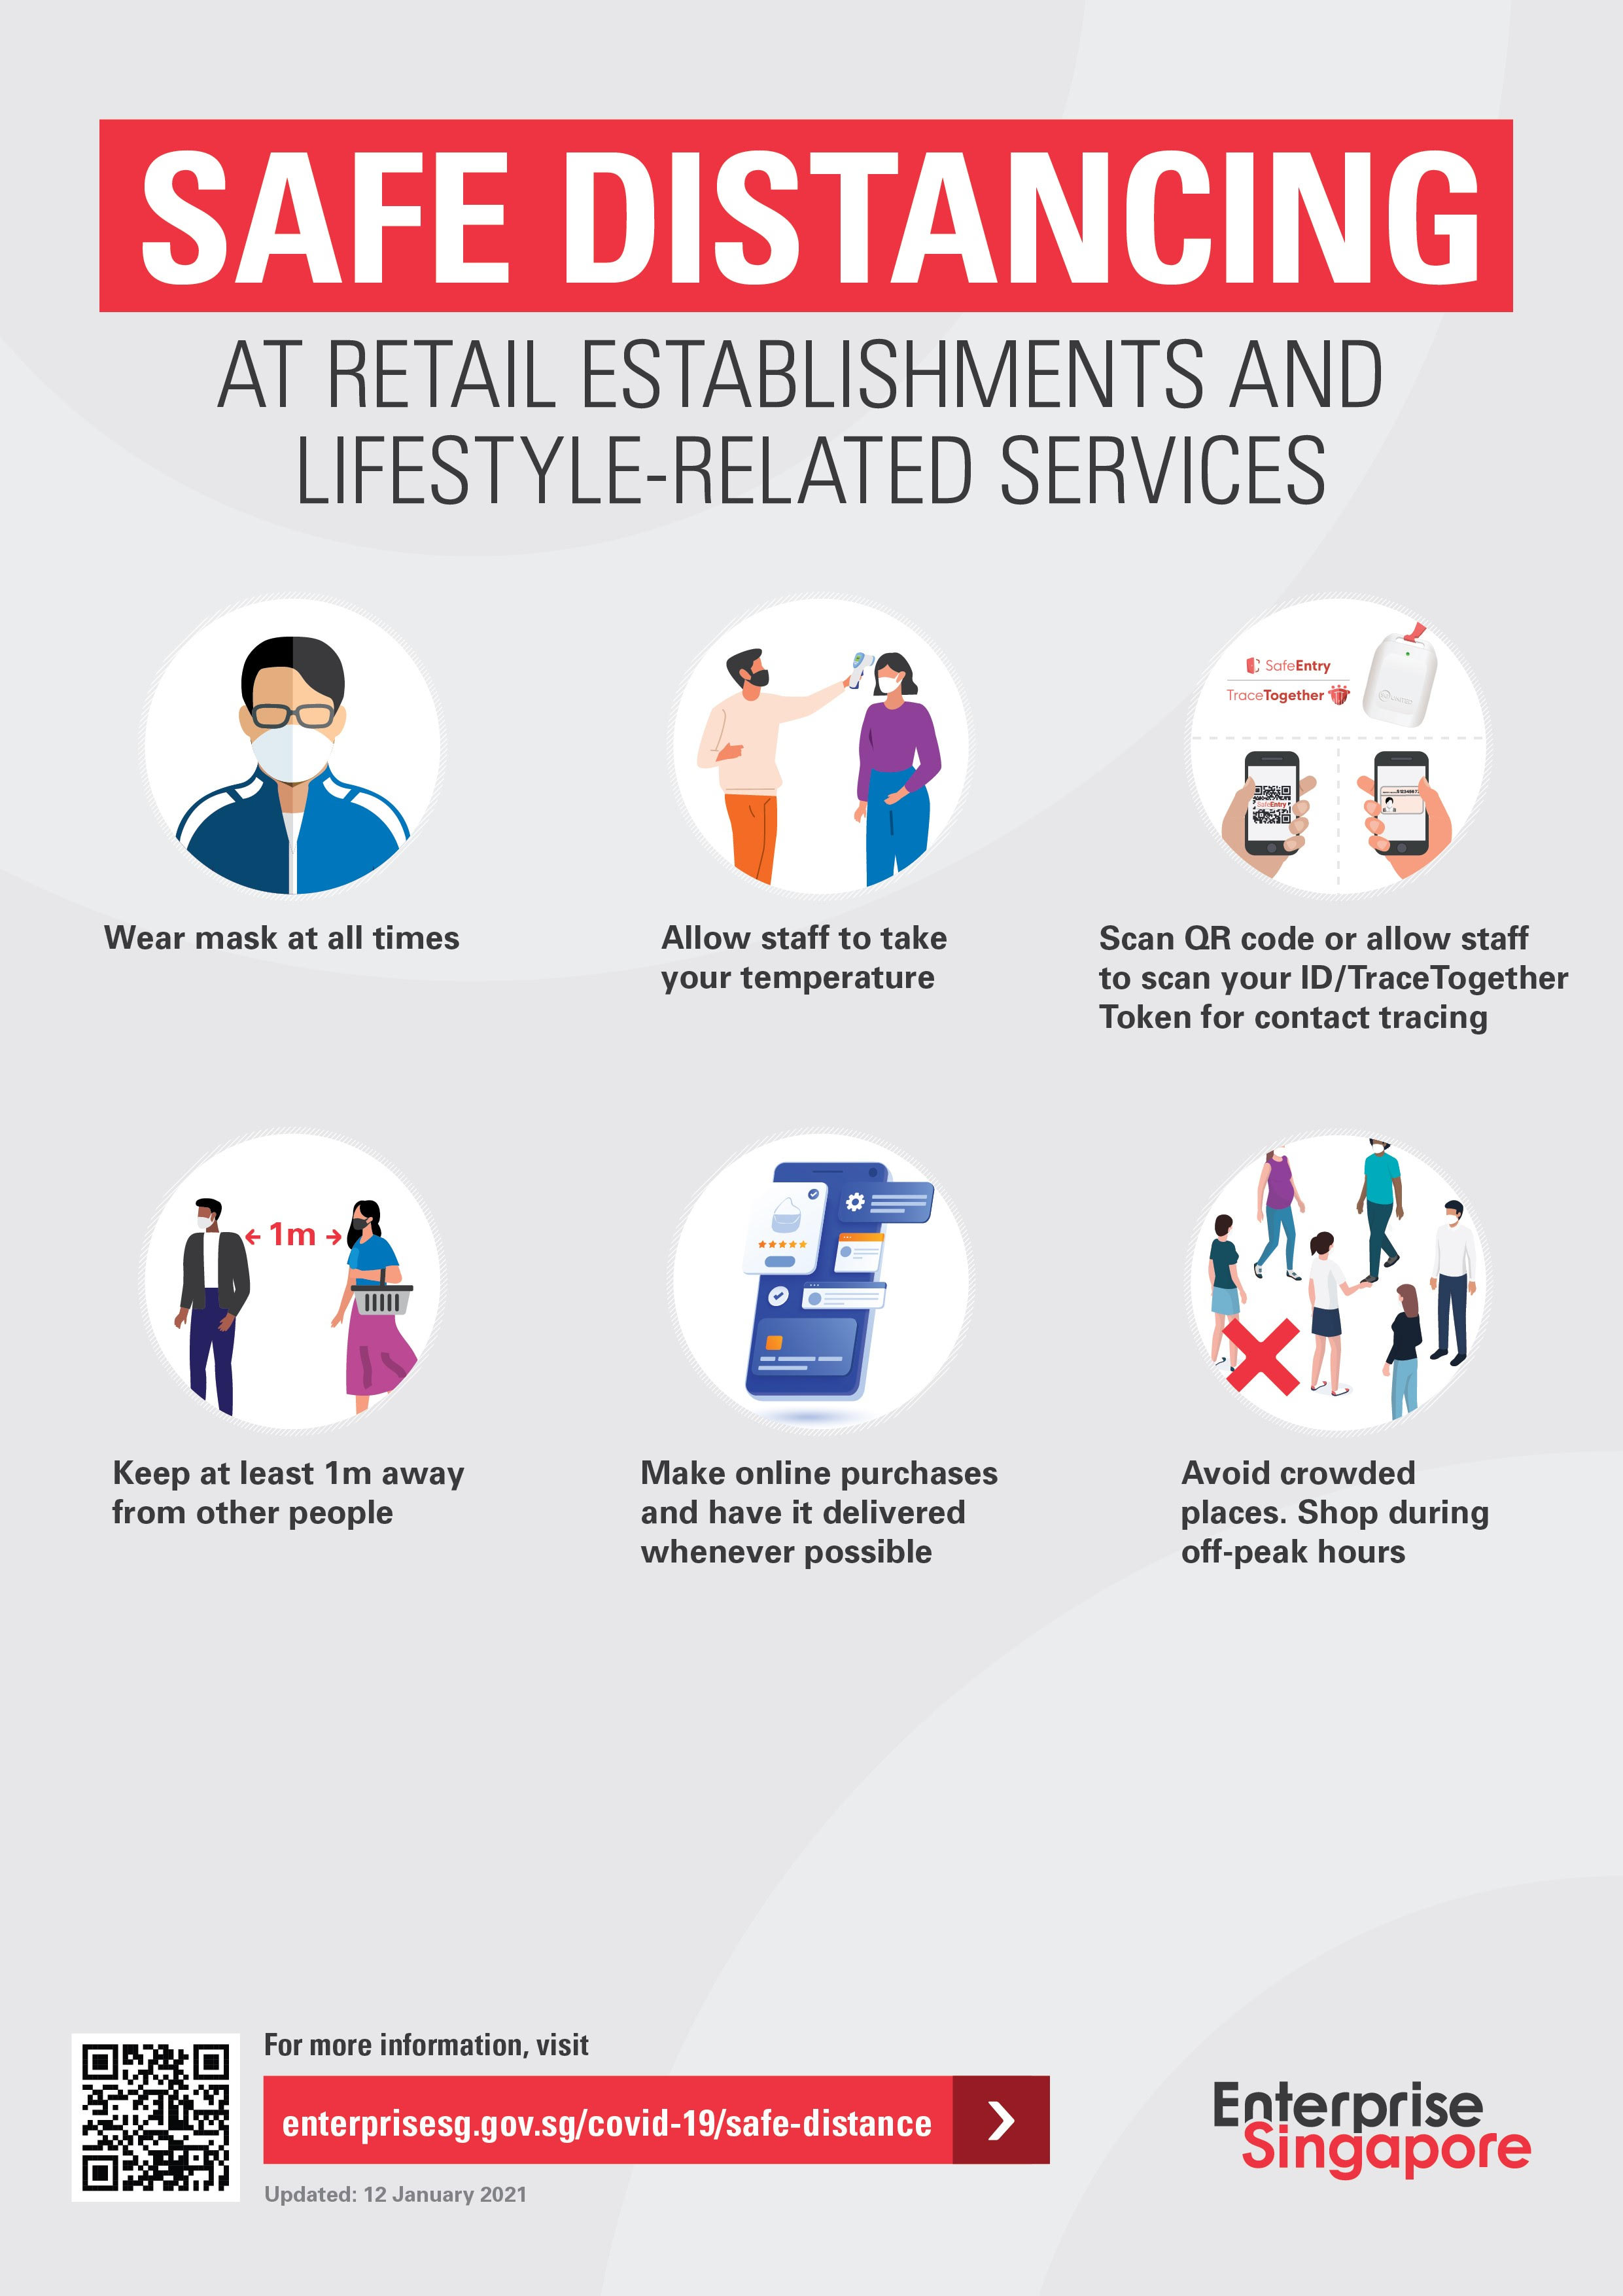 SAFE DISTANCING
AT RETAIL ESTABLISHMENTS AND
LIFESTYLE-RELATED SERVICES
SafeEntry
TraceTogether
SafeEntry
Wear mask at all times
Allow staff to take
your temperature
Scan QR code or allow staff
to scan your ID/TraceTogether
Token for contact tracing
1m
Keep at least 1m away
from other people
Make online purchases
and have it delivered
whenever possible
Avoid crowded
places. Shop during
off-peak hours
For more information, visit
enterprisesg.gov.sg/covid-19/safe-distance
Updated: 12 January 2021
Enterprise
Singapore